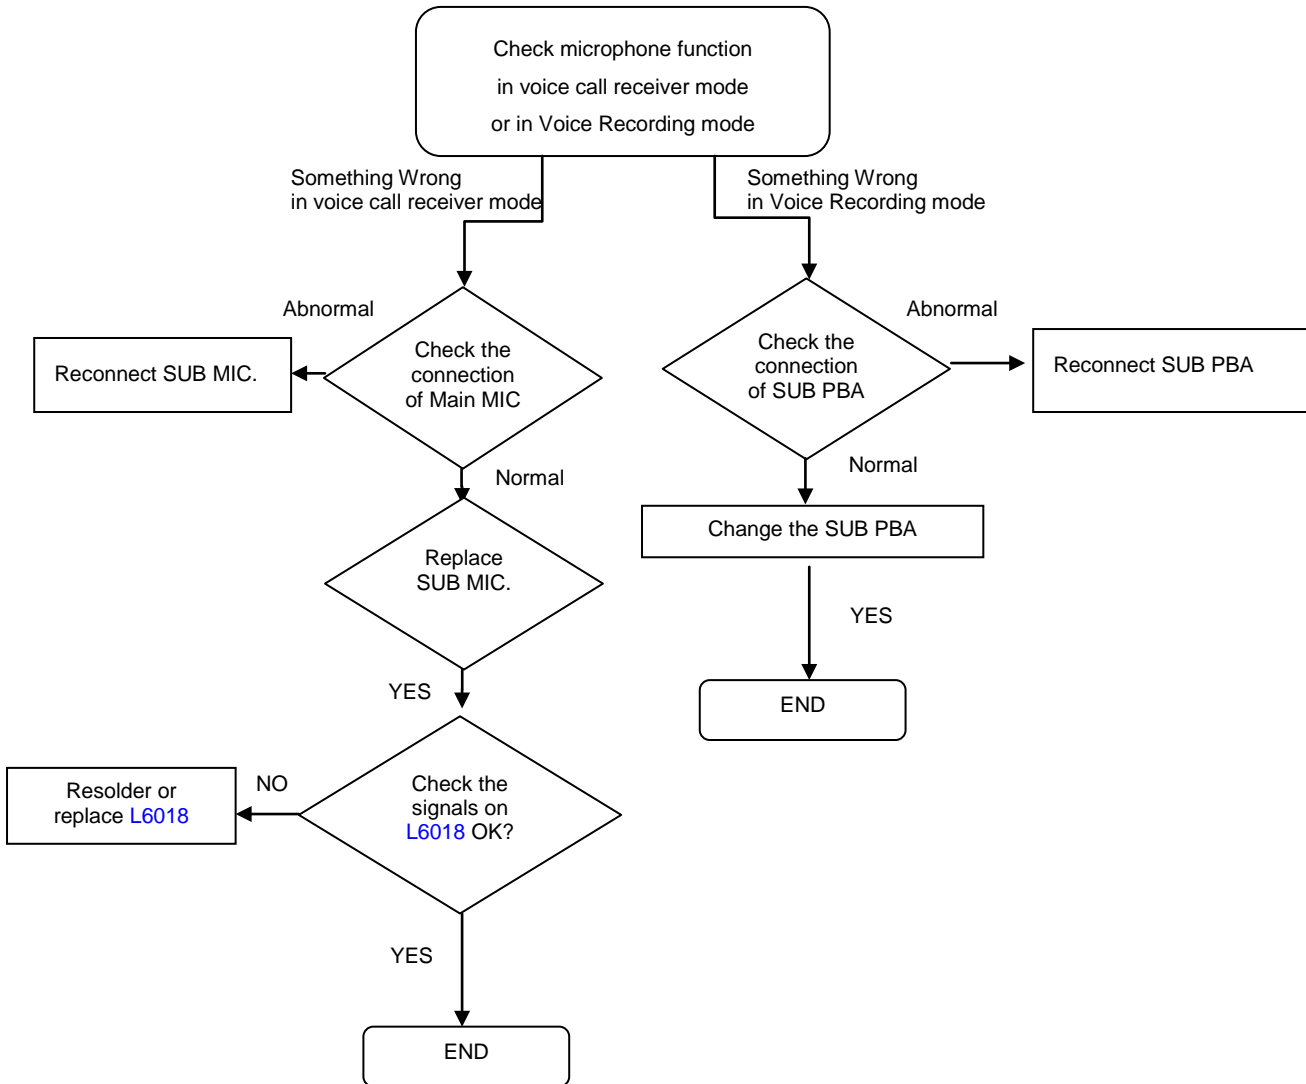 Check microphone function
in voice call receiver mode
or in Voice Recording mode
Something Wrong
in voice call receiver mode
Something Wrong
in Voice Recording mode
Abnormal
Check the
connection
of Main MIC
Reconnect SUB MIC.
Abnormal
Check the
connection
of SUB PBA
Reconnect SUB PBA
Normal
Normal
Change the SUB PBA
Replace
SUB MIC.
YES
YES
END
Check the
signals on
L6018 OK?
NO
Resolder or
replace L6018
YES
END